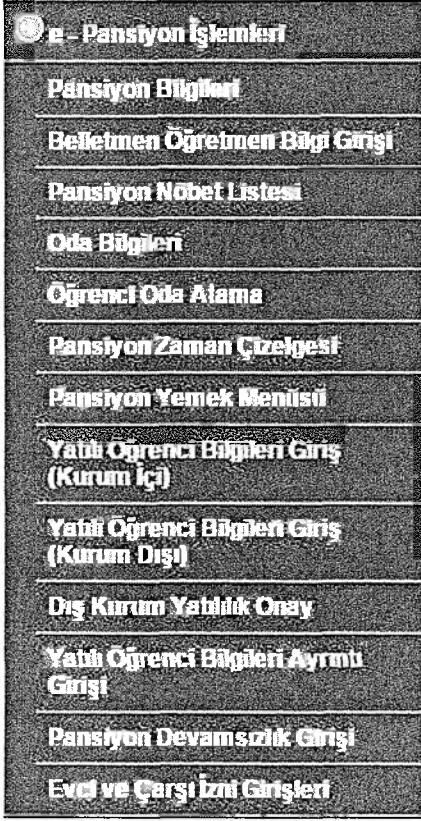 e - Pansiyon İşlemleri
Pansiyon Bilgileri
Belletmen Öğretmen Bilgi Girişi
Pansiyon Nöbet Listesi
Oda Bilgileri
Öğrenci Oda Atama
Pansiyon Zaman Çizelgesi
Pansiyon Yemek Menüsü
Yatılı Öğrenci Bilgileri Giriş
(Kurum İçi)
Yatılı Öğrenci Bilgileri Giriş
(Kurum Dışı)
Dış Kurum Yatılılık Onay
Yatılı Öğrenci Bilgileri Ayrıntı
Girişi
Pansiyon Devamsızlık Girişi
Evci ve Çarşı İzni Girişleri